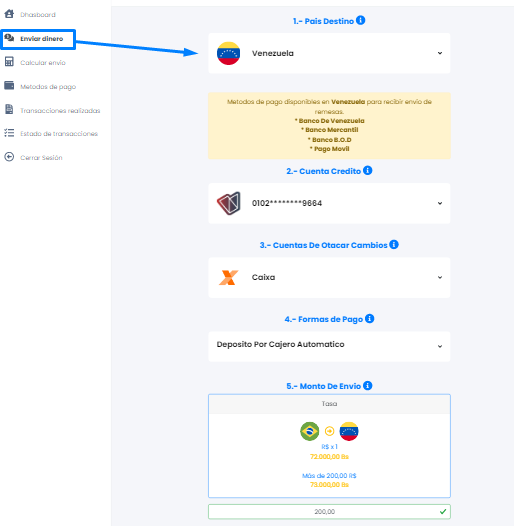 Dhasboard
Enviar dinero
Calcular envío
Metodos de pago
Transacciones realizadas
Estado de transacciones
Cerrar Sesión
1.- Pais Destino
Venezuela
Metodos de pago disponibles en Venezuela para recibir envio de
remesas.
* Banco De Venezuela
* Banco Mercantil
* Banco B.O.D
* Pago Movil
2.- Cuenta Credito
0102********9664
3.- Cuentas De Otacar Cambios
Caixa
4.- Formas de Pago
Deposito Por Cajero Automatico
5.- Monto De Envio
Tasa
R$ x 1
72.000,00 Bs
Más de 200,00 R$
73.000,00 Bs
200,00